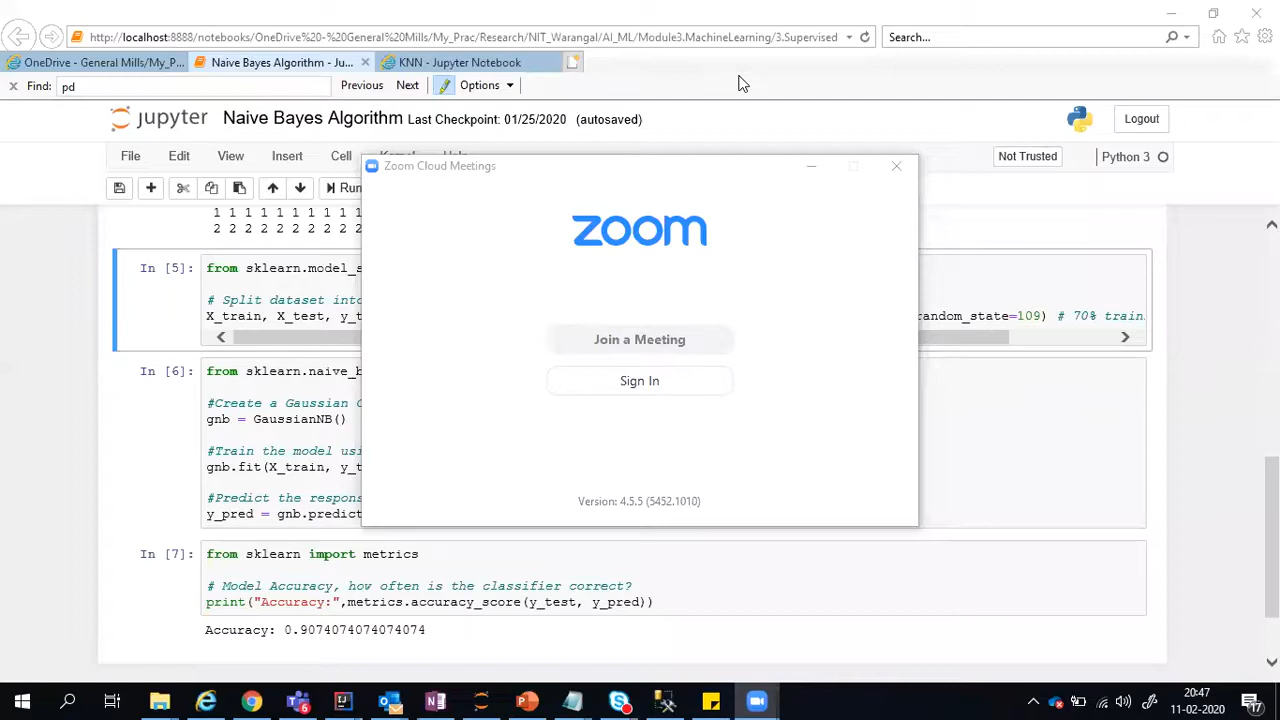 http://localhost:8888/notebooks/OneDrive%20-%20General%20Mills/My_Prac/Research/NIT_Warangal/AI_ML/Module3.MachineLearning/3.Supervised
Search...
OneDrive - General Mills/My_P...
Naive Bayes Algorithm - Ju...
KNN - Jupyter Notebook
Find: pd
Previous Next Options
jupyter Naive Bayes Algorithm Last Checkpoint: 01/25/2020 (autosaved)
Logout
File Edit View Insert Cell
Not Trusted
Python 3
Run
Zoom Cloud Meetings
zoom
Join a Meeting
Sign In
Version: 4.5.5 (5452.1010)
1 1 1 1 1 1 1 1 1 1
2 2 2 2 2 2 2 2 2 2
In [5]: from sklearn.model_s
# Split dataset into
X_train, X_test, y_t
random_state=109) # 70% train
In [6]: from sklearn.naive_b
#Create a Gaussian C
gnb = GaussianNB()
#Train the model usi
gnb.fit(X_train, y_t
#Predict the respons
y_pred = gnb.predict
In [7]: from sklearn import metrics
# Model Accuracy, how often is the classifier correct?
print("Accuracy:",metrics.accuracy_score(y_test, y_pred))
Accuracy: 0.9074074074074074
20:47
11-02-2020
17